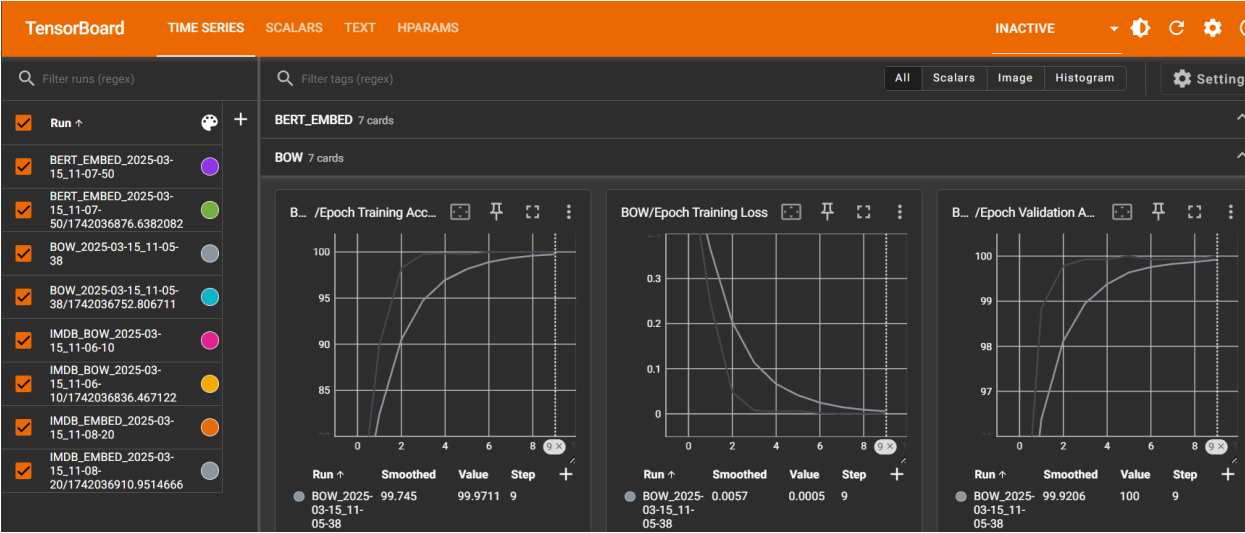 TensorBoard TIME SERIES SCALARS TEXT HPARAMS INACTIVE
Filter runs (regex) Filter tags (regex) All Scalars Image Histogram Setting
Run ↑
BERT_EMBED 7 cards
BOW 7 cards
BERT_EMBED_2025-03-
15_11-07-50
BERT_EMBED_2025-03-
15_11-07-
50/1742036876.6382082
BOW_2025-03-15_11-05-
38
BOW_2025-03-15_11-05-
38/1742036752.806711
IMDB_BOW_2025-03-
15_11-06-10
IMDB_BOW_2025-03-
15_11-06-
10/1742036836.467122
IMDB_EMBED_2025-03-
15_11-08-20
IMDB_EMBED_2025-03-
15_11-08-
20/1742036910.9514666
B... /Epoch Training Acc...
100
95
90
85
0 2 4 6 8 9 ×
Run ↑ Smoothed Value Step
BOW_2025- 99.745 99.9711 9
03-15_11-
05-38
BOW/Epoch Training Loss
0.3
0.2
0.1
0
0 2 4 6 9 ×
Run ↑ Smoothed Value Step
BOW_2025- 0.0057 0.0005 9
03-15_11-
05-38
B... /Epoch Validation A...
100
99
98
97
0 2 4 6 9 ×
Run ↑ Smoothed Value Step
BOW_2025- 99.9206 100 9
03-15_11-
05-38